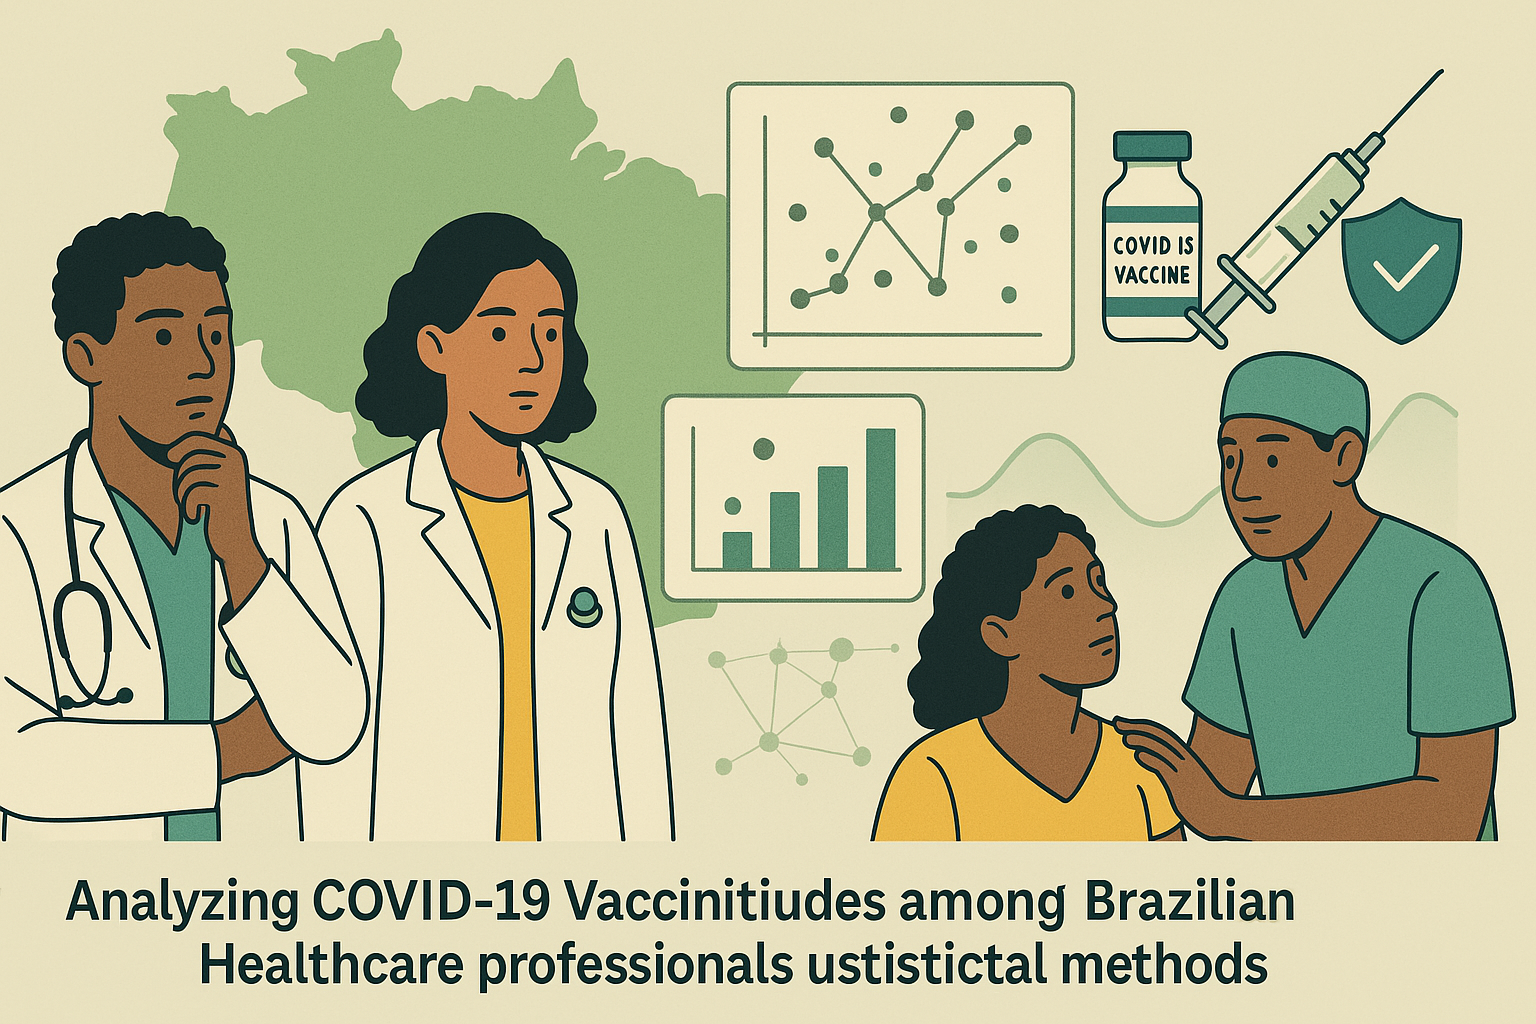 COVID IS
VACCINE
Analyzing COVID-19 Vaccinitiudes among Brazilian
Healthcare professionals ustistictal methods